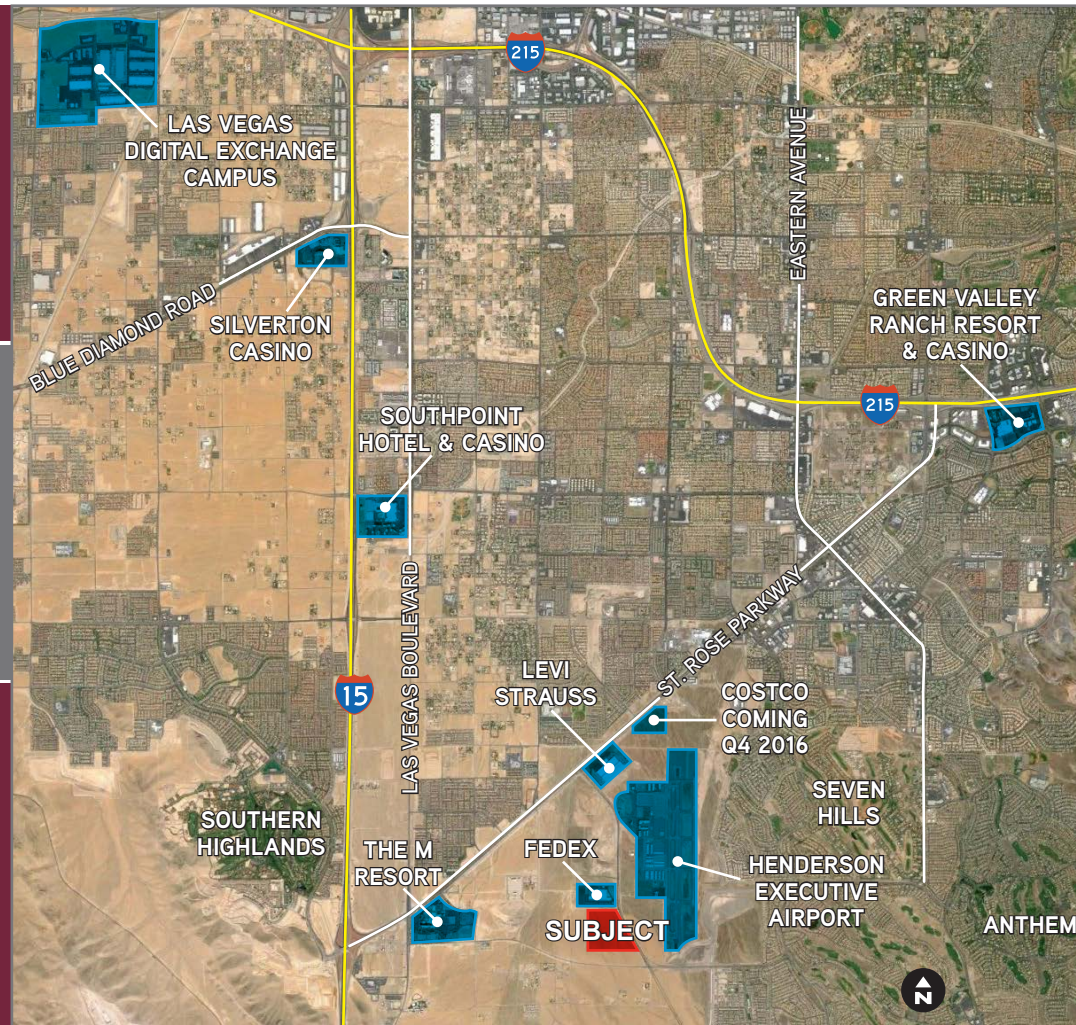 215
LAS VEGAS
DIGITAL EXCHANGE
CAMPUS
EASTERN AVENUE
BLUE DIAMOND ROAD
SILVERTON
CASINO
GREEN VALLEY
RANCH RESORT
& CASINO
215
SOUTHPOINT
HOTEL & CASINO
LAS VEGAS BOULEVARD
ST. ROSE PARKWAY
15
LEVI
STRAUSS
COSTCO
COMING
Q4 2016
SEVEN
HILLS
SOUTHERN
HIGHLANDS
THE M
RESORT
FEDEX
HENDERSON
EXECUTIVE
AIRPORT
SUBJECT
ANTHEM
N